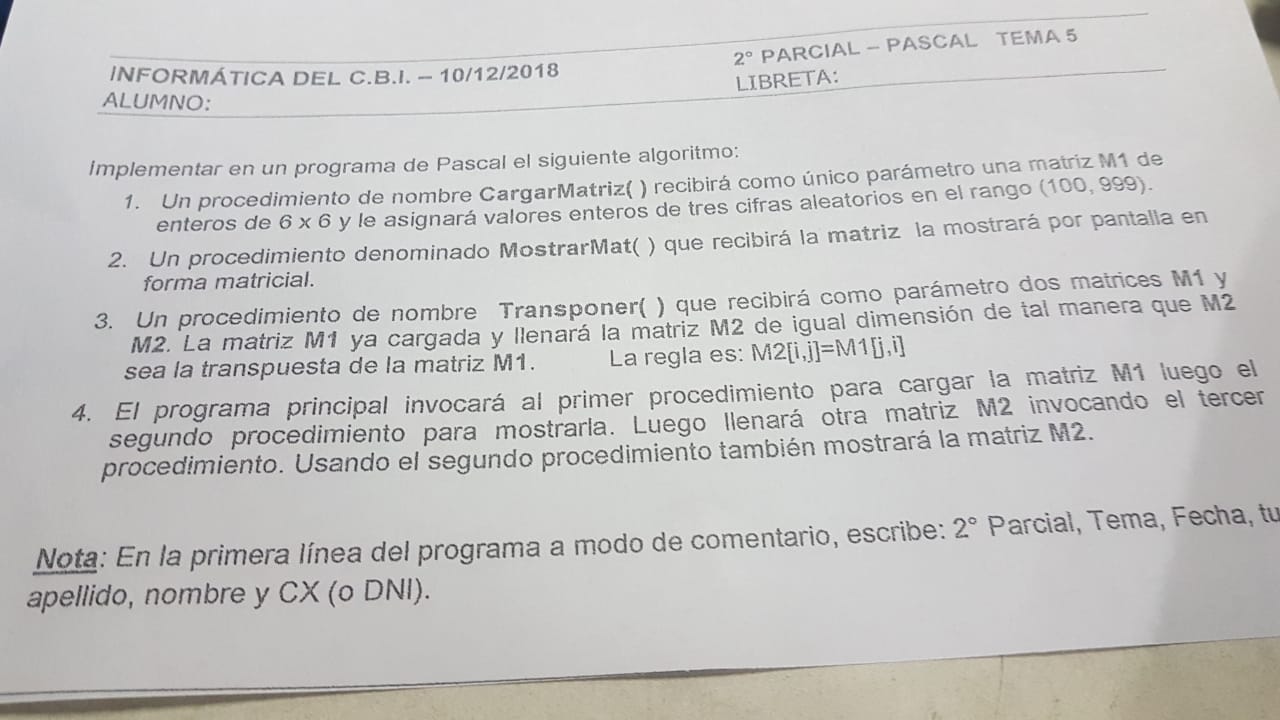 INFORMÁTICA DEL C.B.I. – 10/12/2018
2° PARCIAL – PASCAL TEMA 5
ALUMNO:
LIBRETA:
Implementar en un programa de Pascal el siguiente algoritmo:
1. Un procedimiento de nombre CargarMatriz( ) recibirá como único parámetro una matriz M1 de
enteros de 6 x 6 y le asignará valores enteros de tres cifras aleatorios en el rango (100, 999).
2. Un procedimiento denominado MostrarMat( ) que recibirá la matriz la mostrará por pantalla en
forma matricial.
3. Un procedimiento de nombre Transponer( ) que recibirá como parámetro dos matrices M1 y
M2. La matriz M1 ya cargada y llenará la matriz M2 de igual dimensión de tal manera que M2
sea la transpuesta de la matriz M1. La regla es: M2[i,j]=M1[j,i]
4. El programa principal invocará al primer procedimiento para cargar la matriz M1 luego el
segundo procedimiento para mostrarla. Luego llenará otra matriz M2 invocando el tercer
procedimiento. Usando el segundo procedimiento también mostrará la matriz M2.
Nota: En la primera línea del programa a modo de comentario, escribe: 2° Parcial, Tema, Fecha, tu
apellido, nombre y CX (o DNI).